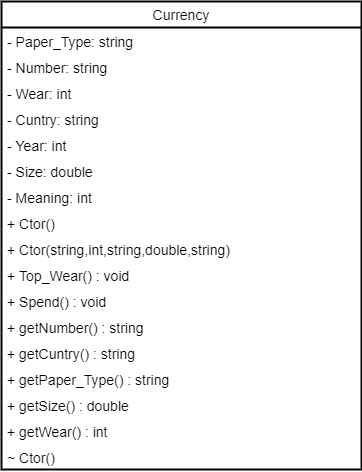 Currency
- Paper_Type: string
- Number: string
- Wear: int
- Cuntry: string
- Year: int
- Size: double
- Meaning: int
+ Ctor()
+ Ctor(string,int,string,double,string)
+ Top_Wear() : void
+ Spend() : void
+ getNumber() : string
+ getCuntry() : string
+ getPaper_Type() : string
+ getSize() : double
+ getWear() : int
~ Ctor()